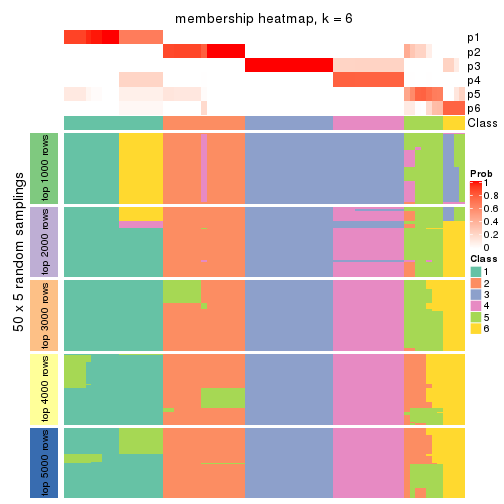 membership heatmap, k = 6
p1
p2
p3
p4
p5
p6
Class
50 x 5 random samplings
top 1000 rows
top 2000 rows
top 3000 rows
top 4000 rows
top 5000 rows
Prob
1
0.8
0.6
0.4
0.2
0
Class
1
2
3
4
5
6